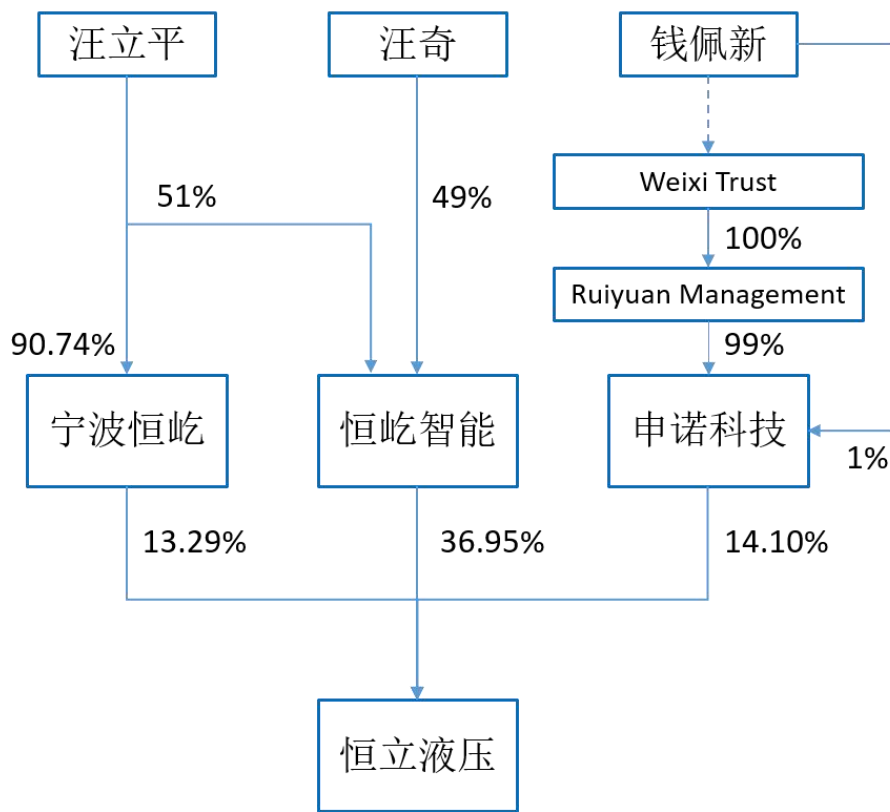 汪立平
汪奇
钱佩新
Weixi Trust
51%
49%
100%
Ruiyuan Management
90.74%
99%
宁波恒屹
恒屹智能
申诺科技
1%
13.29%
36.95%
14.10%
恒立液压